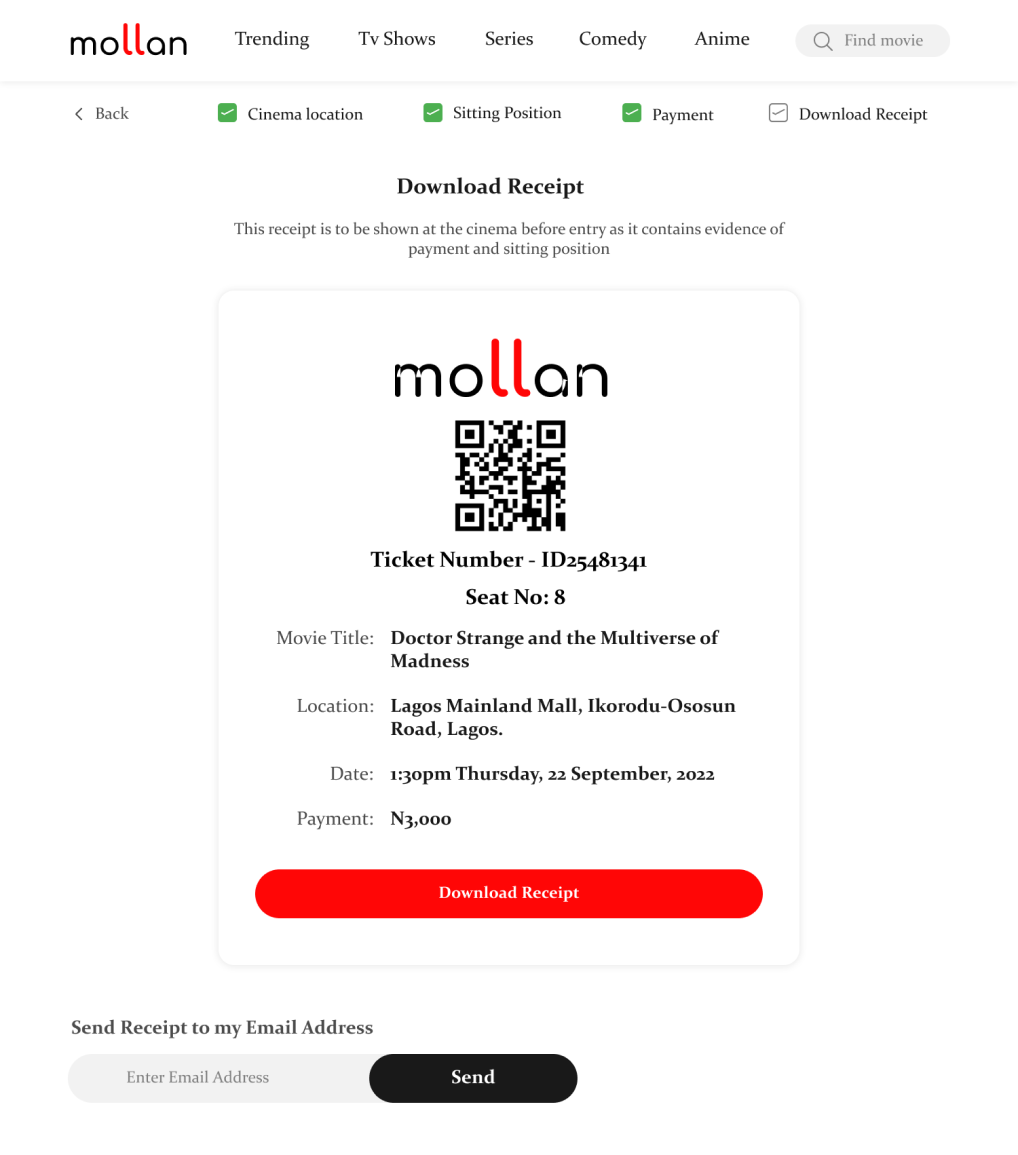 mollan
Trending
Tv Shows
Series
Comedy
Anime
Find movie
Back
Cinema location
Sitting Position
Payment
Download Receipt
Download Receipt
This receipt is to be shown at the cinema before entry as it contains evidence of
payment and sitting position
mollan
Ticket Number - ID25481341
Seat No: 8
Movie Title: Doctor Strange and the Multiverse of
Madness
Location: Lagos Mainland Mall, Ikorodu-Ososun
Road, Lagos.
Date: 1:30pm Thursday, 22 September, 2022
Payment: N3,000
Download Receipt
Send Receipt to my Email Address
Enter Email Address
Send